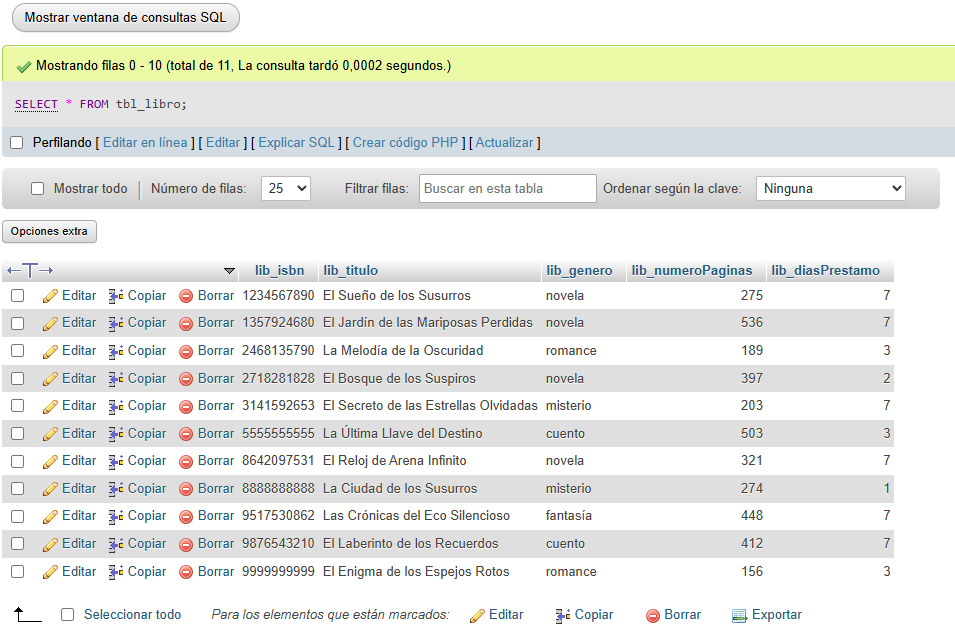 Mostrar ventana de consultas SQL
Mostrando filas 0 - 10 (total de 11, La consulta tardó 0,0002 segundos.)
SELECT * FROM tbl_libro;
Perfilando [ Editar en línea ] [ Editar ] [ Explicar SQL ] [ Crear código PHP ] [ Actualizar ]
Mostrar todo Número de filas: 25 Filtrar filas: Buscar en esta tabla Ordenar según la clave: Ninguna
Opciones extra
lib_isbn lib_titulo lib_genero lib_numeroPaginas lib_diasPrestamo
Editar Copiar Borrar 1234567890 El Sueño de los Susurros novela 275 7
Editar Copiar Borrar 1357924680 El Jardín de las Mariposas Perdidas novela 536 7
Editar Copiar Borrar 2468135790 La Melodía de la Oscuridad romance 189 3
Editar Copiar Borrar 2718281828 El Bosque de los Suspiros novela 397 2
Editar Copiar Borrar 3141592653 El Secreto de las Estrellas Olvidadas misterio 203 7
Editar Copiar Borrar 5555555555 La Última Llave del Destino cuento 503 3
Editar Copiar Borrar 8642097531 El Reloj de Arena Infinito novela 321 7
Editar Copiar Borrar 8888888888 La Ciudad de los Susurros misterio 274 1
Editar Copiar Borrar 9517530862 Las Crónicas del Eco Silencioso fantasía 448 7
Editar Copiar Borrar 9876543210 El Laberinto de los Recuerdos cuento 412 7
Editar Copiar Borrar 9999999999 El Enigma de los Espejos Rotos romance 156 3
Seleccionar todo Para los elementos que están marcados: Editar Copiar Borrar Exportar